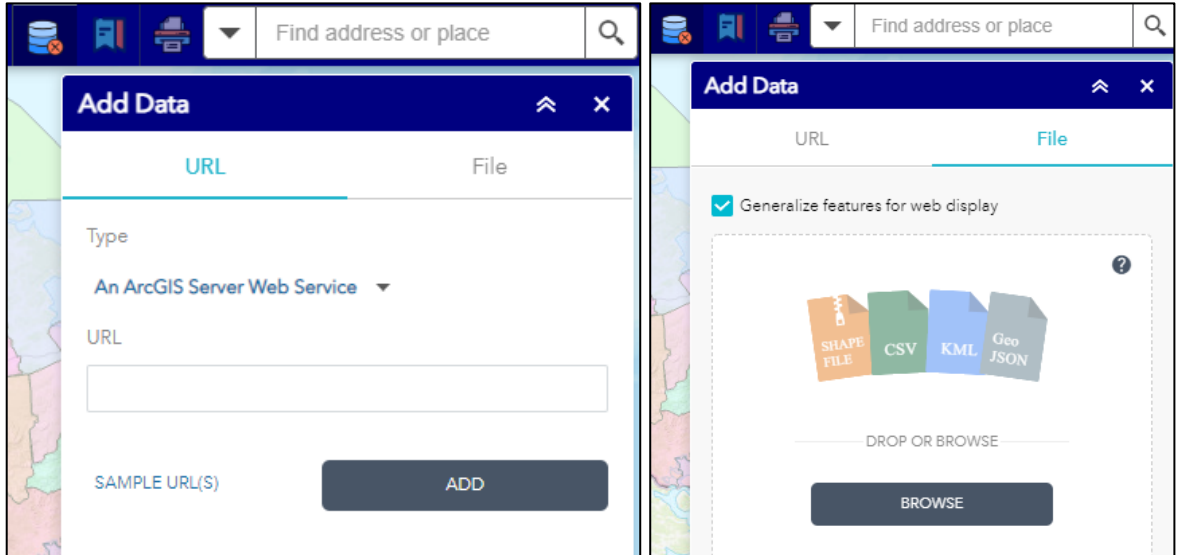 Find address or place
Add Data
URL File
Type
An ArcGIS Server Web Service
URL
SAMPLE URL(S) ADD
Find address or place
Add Data
URL File
Generalize features for web display
?
SHAPE FILE
CSV
KML
Geo JSON
DROP OR BROWSE
BROWSE